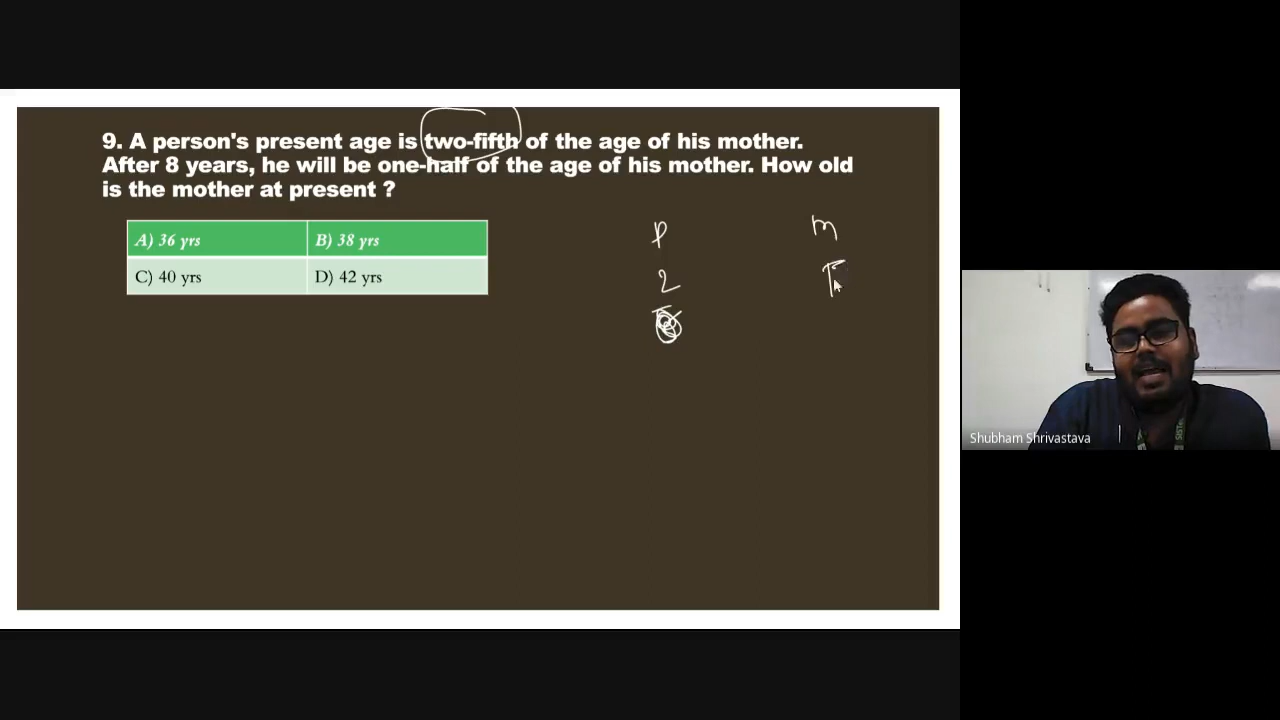 9. A person's present age is two-fifth of the age of his mother.
After 8 years, he will be one-half of the age of his mother. How old
is the mother at present ?
A) 36 yrs B) 38 yrs
C) 40 yrs D) 42 yrs
P m
2
Shubham Shrivastava